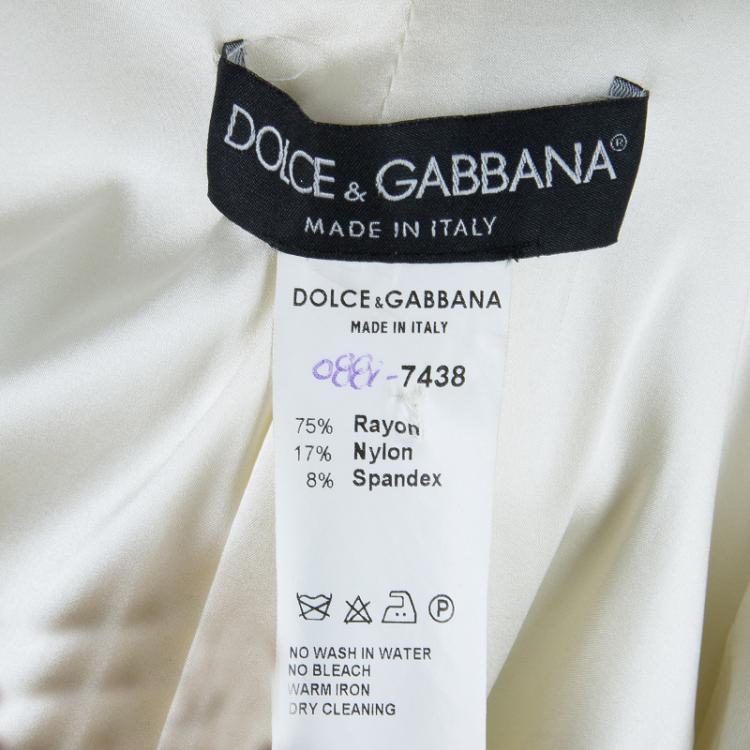 DOLCE & GABBANA®
MADE IN ITALY
DOLCE & GABBANA
MADE IN ITALY
0881-7438
75% Rayon
17% Nylon
8% Spandex
P
NO WASH IN WATER
NO BLEACH
WARM IRON
DRY CLEANING